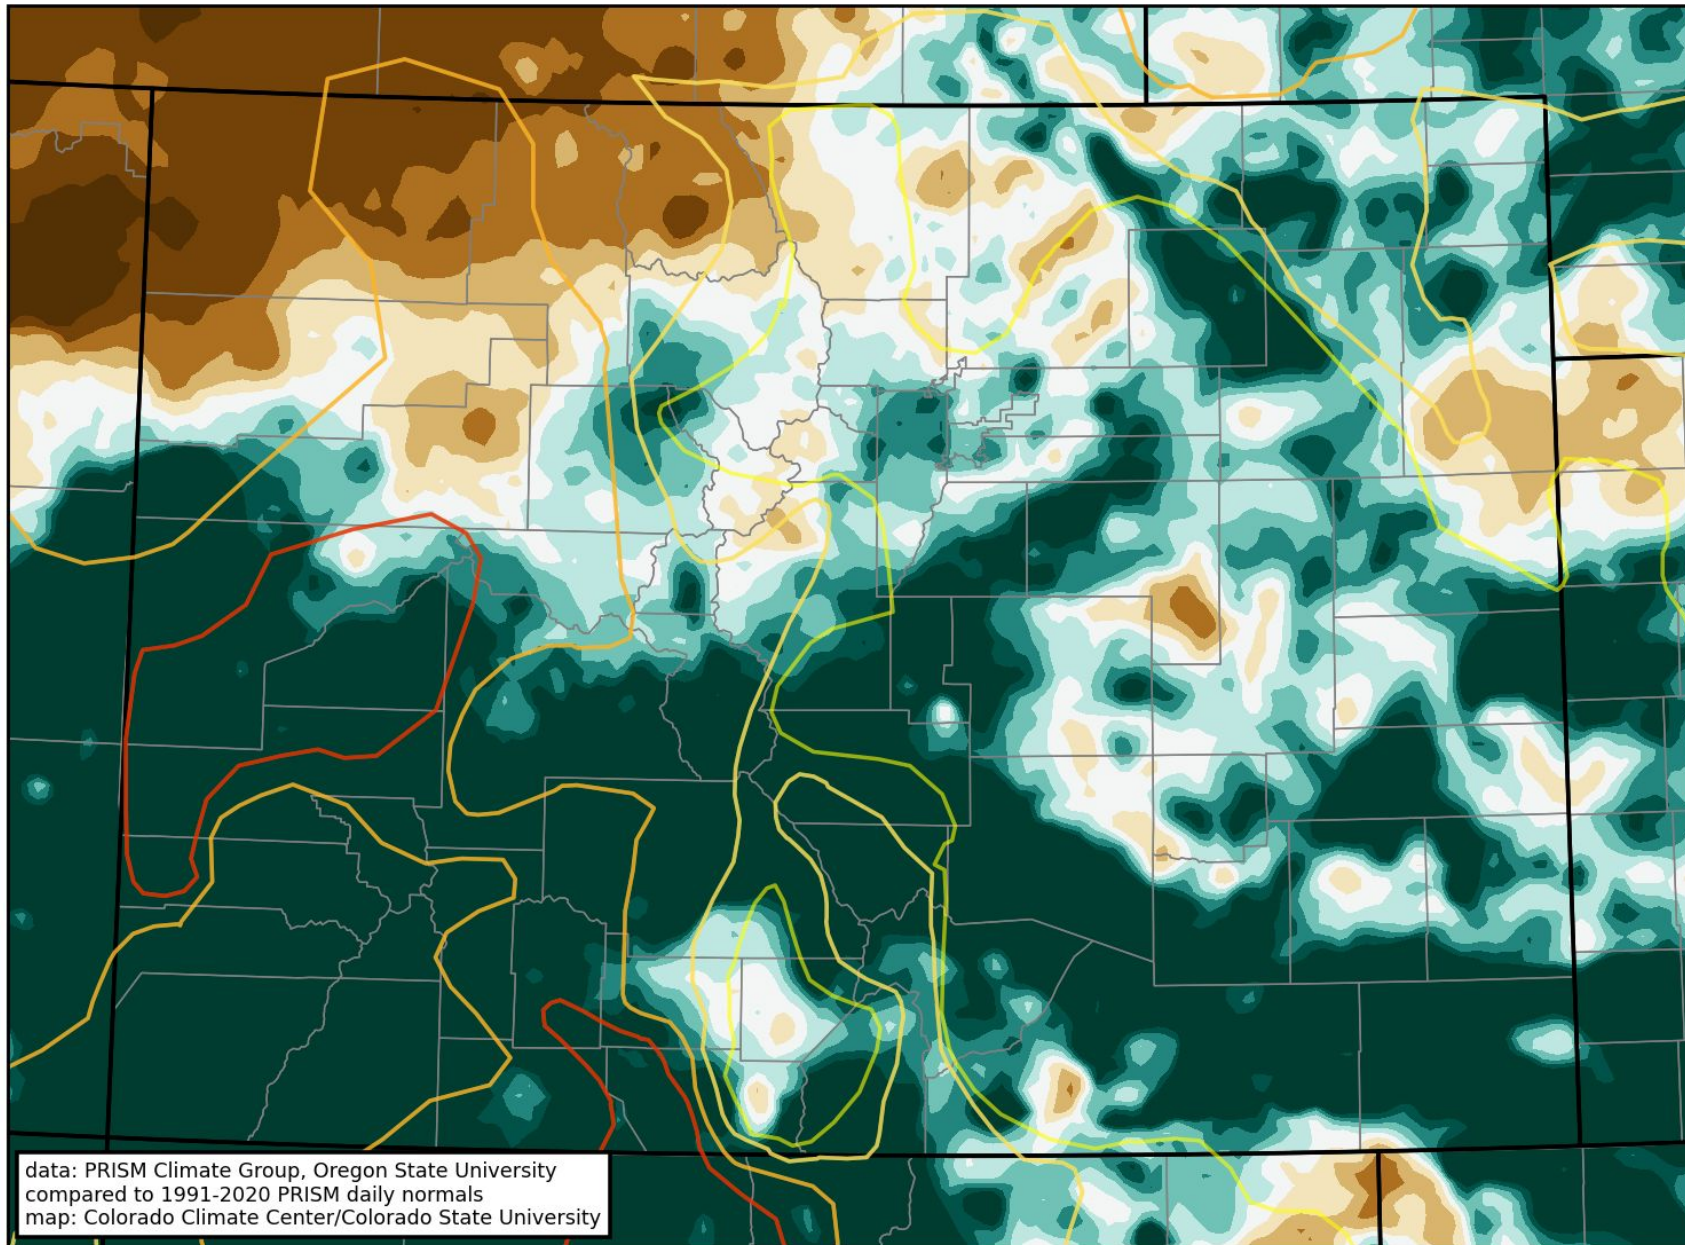 data: PRISM Climate Group, Oregon State University
compared to 1991-2020 PRISM daily normals
map: Colorado Climate Center/Colorado State University